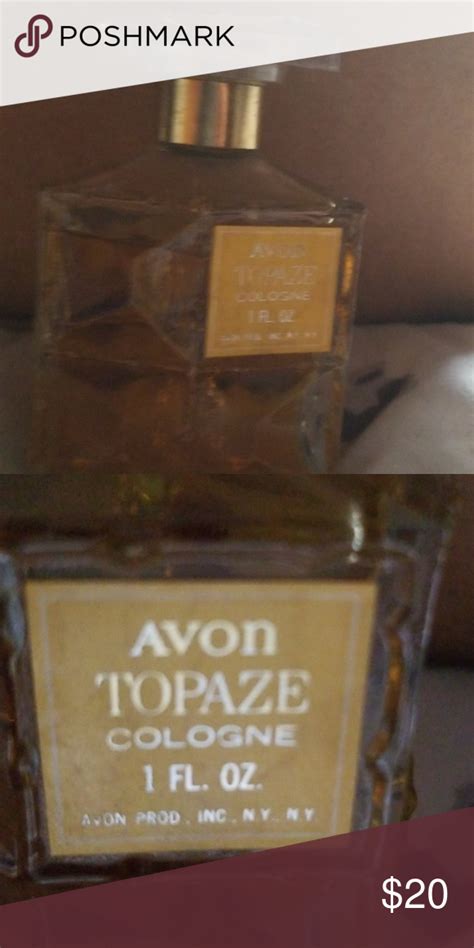 POSHMARK
AVON
TOPAZE
COLOGNE
1 FL. OZ.
AVON
TOPAZE
COLOGNE
1 FL. OZ.
AVON PROD. INC. N.Y. N.Y.
$20